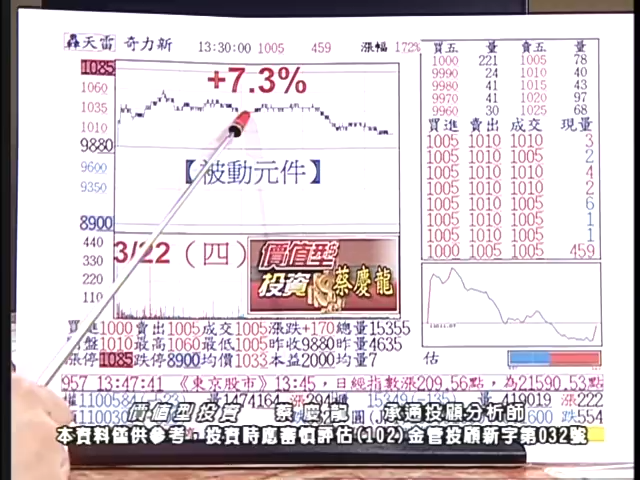 轟天雷 奇力新 13:30:00 1005 459 漲幅 172%
買五 量 賣五 量
1000 221 1005 78
9990 24 1010 40
9980 41 1015 43
9970 41 1020 97
9960 30 1025 68
買進 賣出 成交 現量
1005 1010 1010 3
1005 1010 1005 2
1005 1010 1010 4
1005 1010 1010 2
1005 1010 1005 6
1005 1010 1005 1
1005 1010 1005 1
1000 1005 1005 459
1085
1060
1035
1010
9880
9600
9350
8900
+7.3%
【被動元件】
440
330
220
110
3/22（四）
價值型
投資
蔡慶龍
買進1000賣出1005成交1005漲跌+170總量15355
開盤1010最高1060最低1005昨收9880昨量4635
漲停1085跌停8900均價1033本益2000均量7
估
957 13:47:41 《東京股市》13:45，日經指數漲209.56點，為21590.53點
價值型投資 蔡慶龍 承通投顧分析師
本資料僅供參考，投資時應審慎評估(102)金管投顧新字第032號